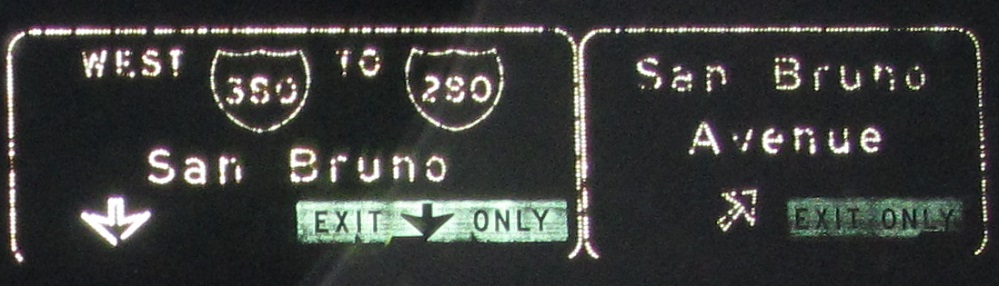 WEST 380 TO 280
San Bruno
EXIT ONLY
San Bruno
Avenue
EXIT ONLY